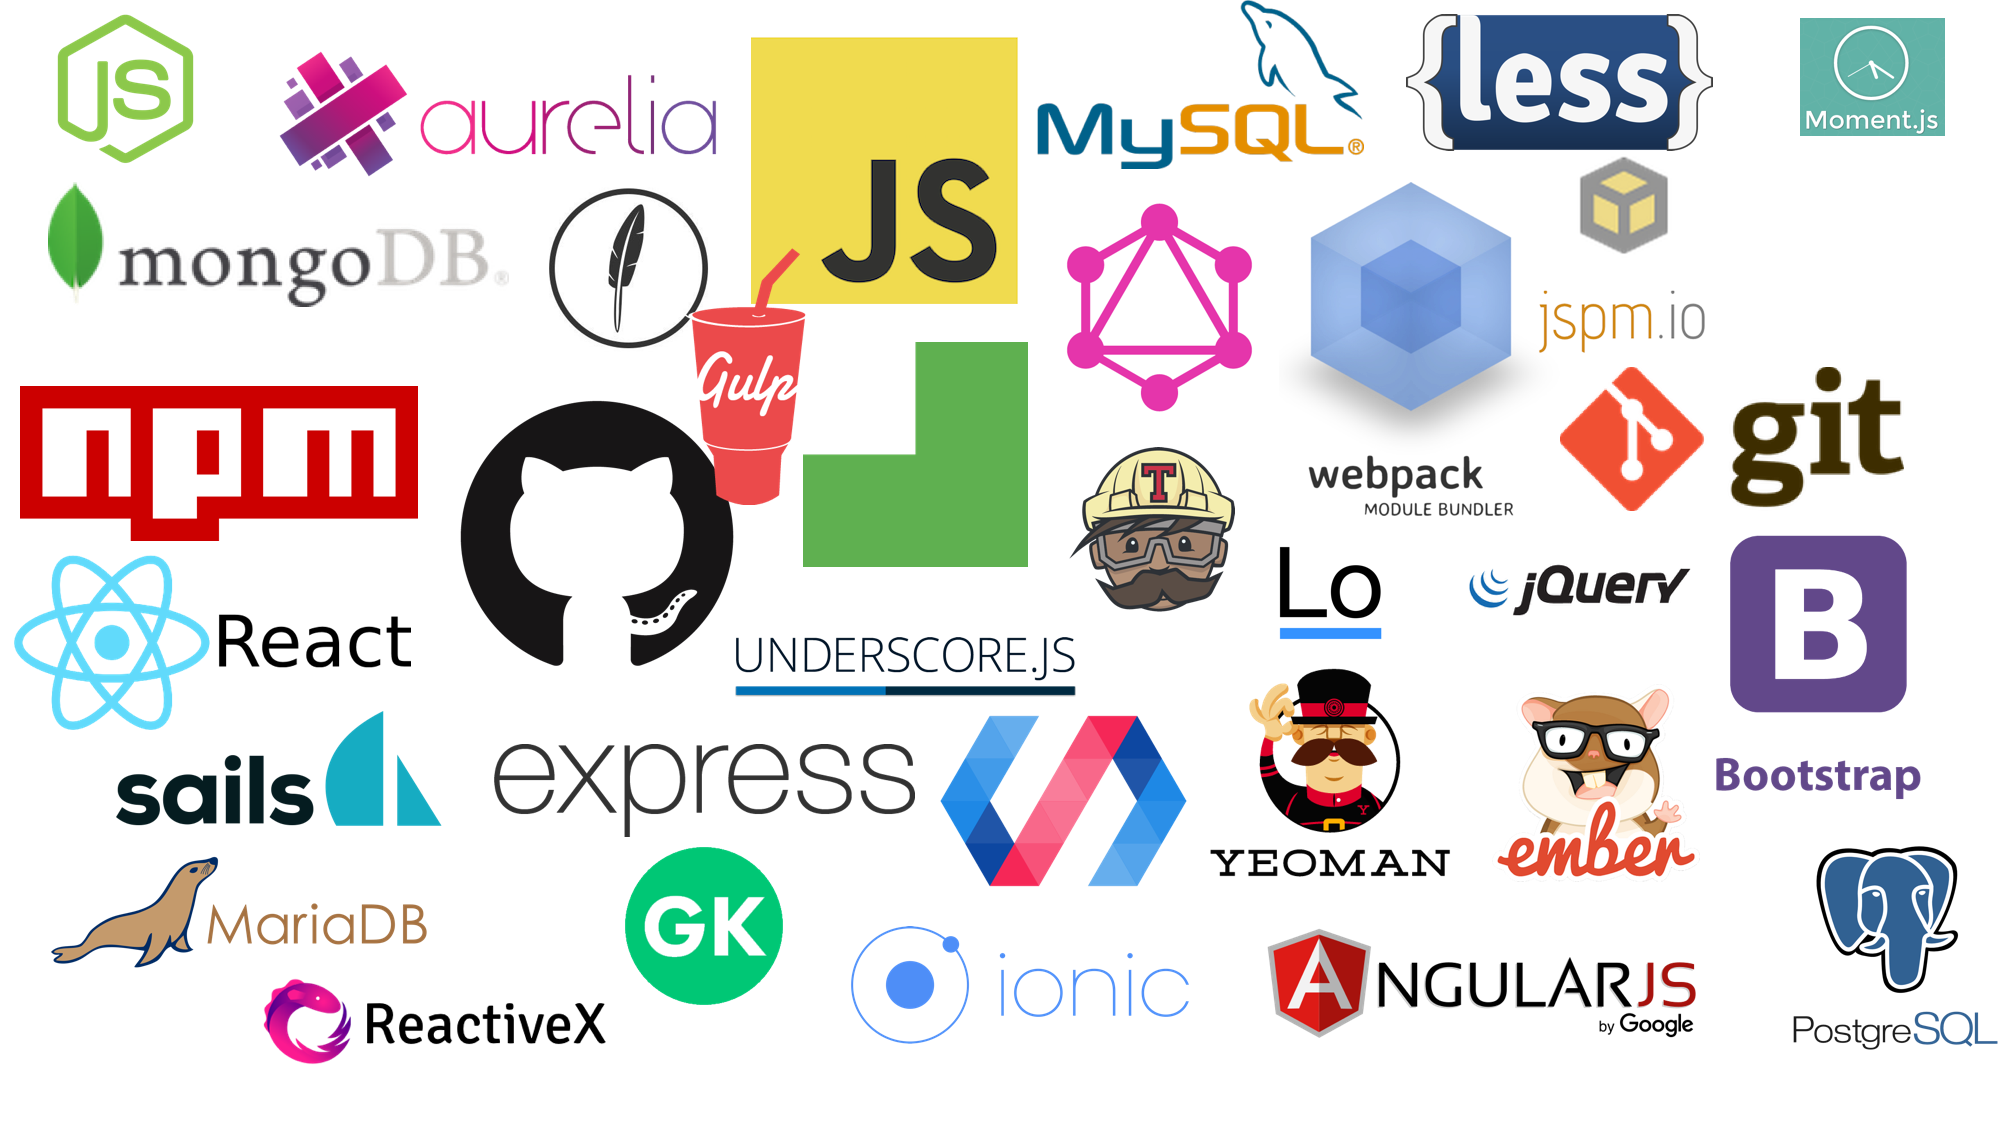 JS
aurelia
JS
MySQL®
{less}
Moment.js
mongoDB®
jspm.io
Gulp
npm
T
webpack
MODULE BUNDLER
git
React
Lo
jQuery
B
UNDERSCORE.JS
sails
express
Y
YEOMAN
ember
Bootstrap
MariaDB
GK
ionic
ANGULARJS
by Google
ReactiveX
PostgreSQL